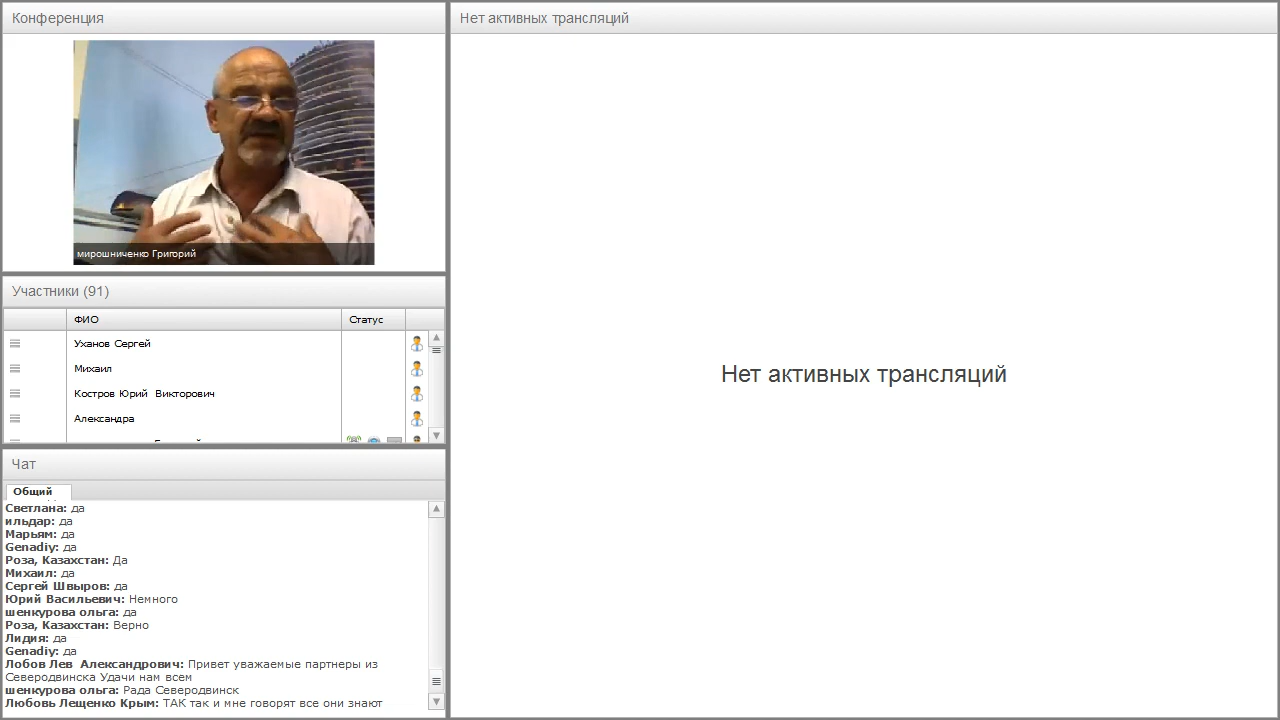 Конференция
мирошниченко Григорий
Участники (91)
ФИО Статус
Уханов Сергей
Михаил
Костров Юрий Викторович
Александра
Чат
Общий
Светлана: да
ильдар: да
Марьям: да
Genadiy: да
Роза, Казахстан: Да
Михаил: да
Сергей Швыров: да
Юрий Васильевич: Немного
шенкурова ольга: да
Роза, Казахстан: Верно
Лидия: да
Genadiy: да
Лобов Лев Александрович: Привет уважаемые партнеры из
Северодвинска Удачи нам всем
шенкурова ольга: Рада Северодвинск
Любовь Лещенко Крым: ТАК так и мне говорят все они знают
Нет активных трансляций
Нет активных трансляций